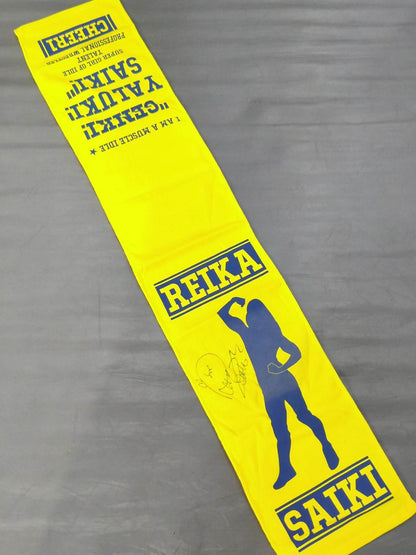 REIKA
SAIKI
★ I AM A MUSCLE IDLE
"GENKI!
YALUKI!
SAIKI"
SUPER GIRL OF IDLE
TALENT
PROFESSIONAL WRESTLER
CHEER!